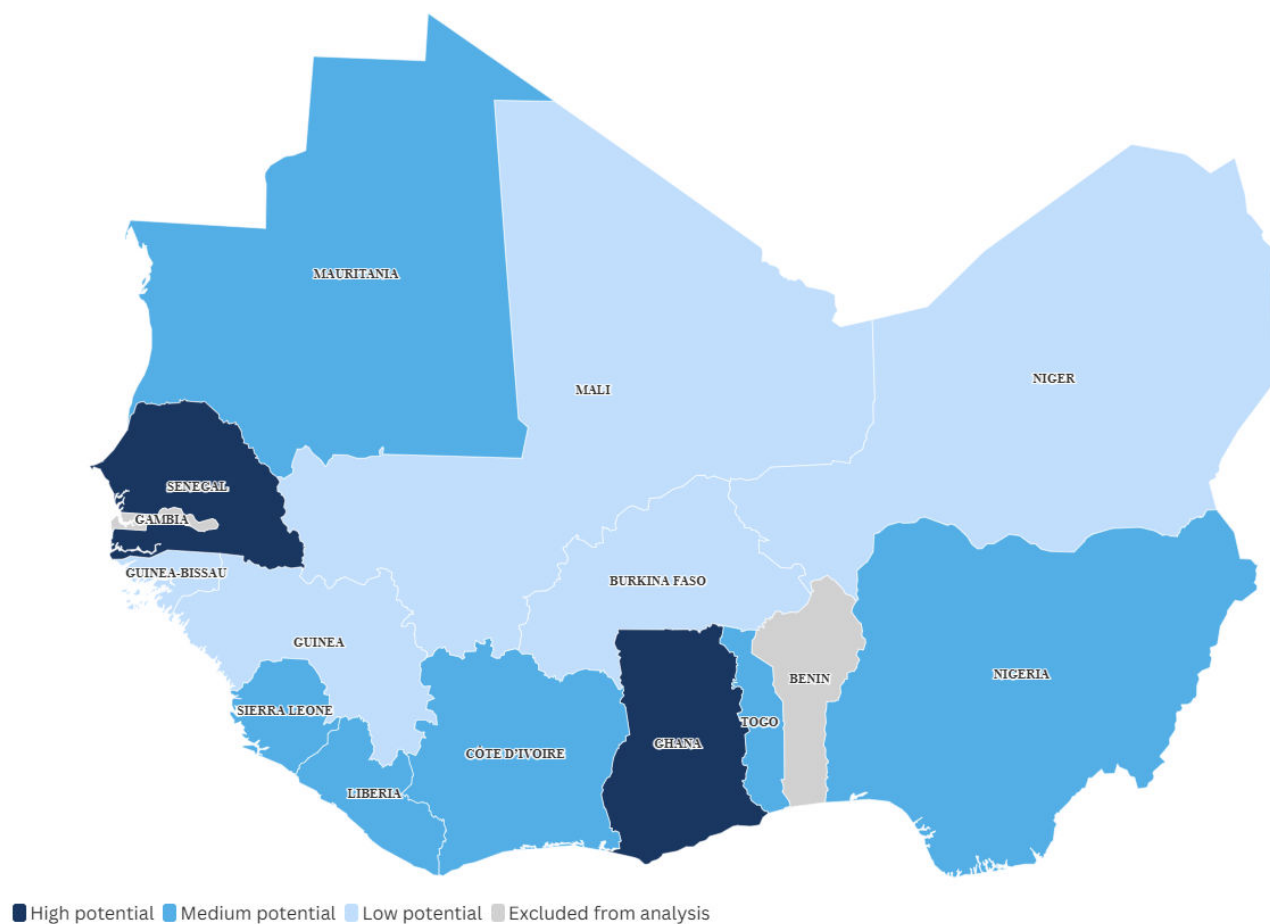 MAURITANIA
MALI
NIGER
SENEGAL
GAMBIA
GUINEA-BISSAU
BURKINA FASO
GUINEA
BENIN
NIGERIA
SIERRA LEONE
TOGO
GHANA
CÔTE D'IVOIRE
LIBERIA
High potential Medium potential Low potential Excluded from analysis